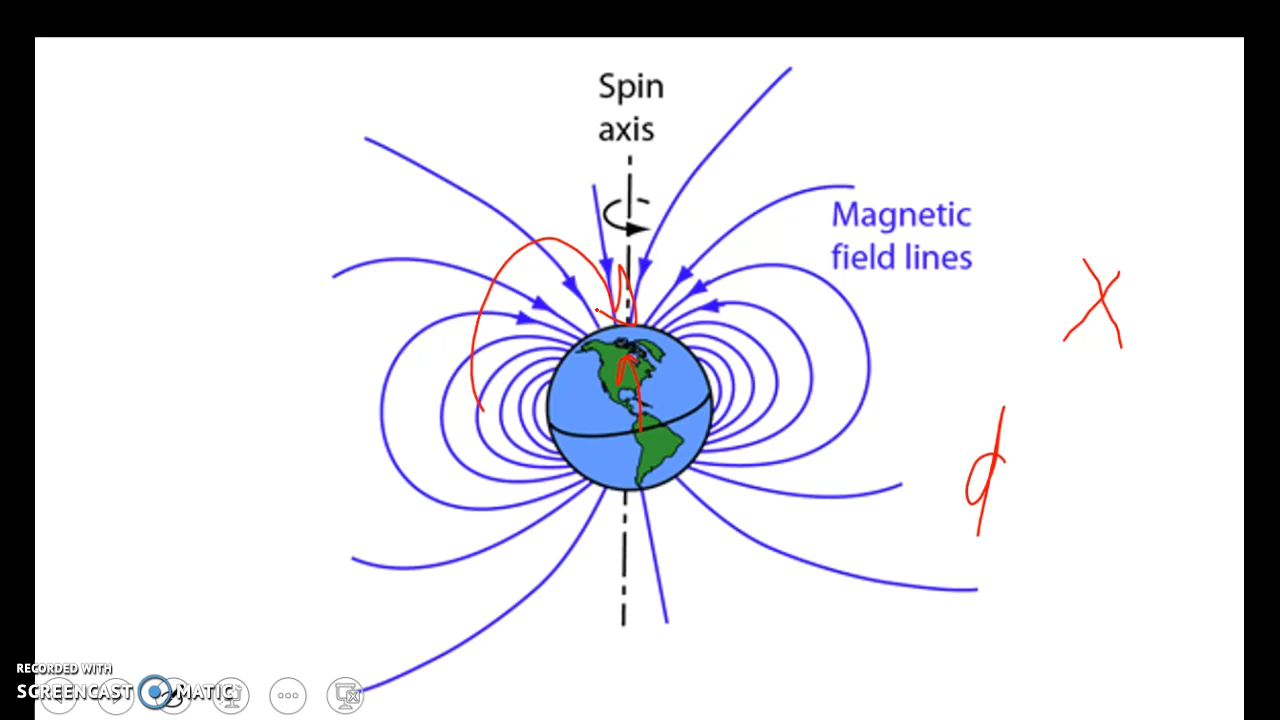 Spin
axis
Magnetic
field lines
X
RECORDED WITH
SCREENCAST MATIC